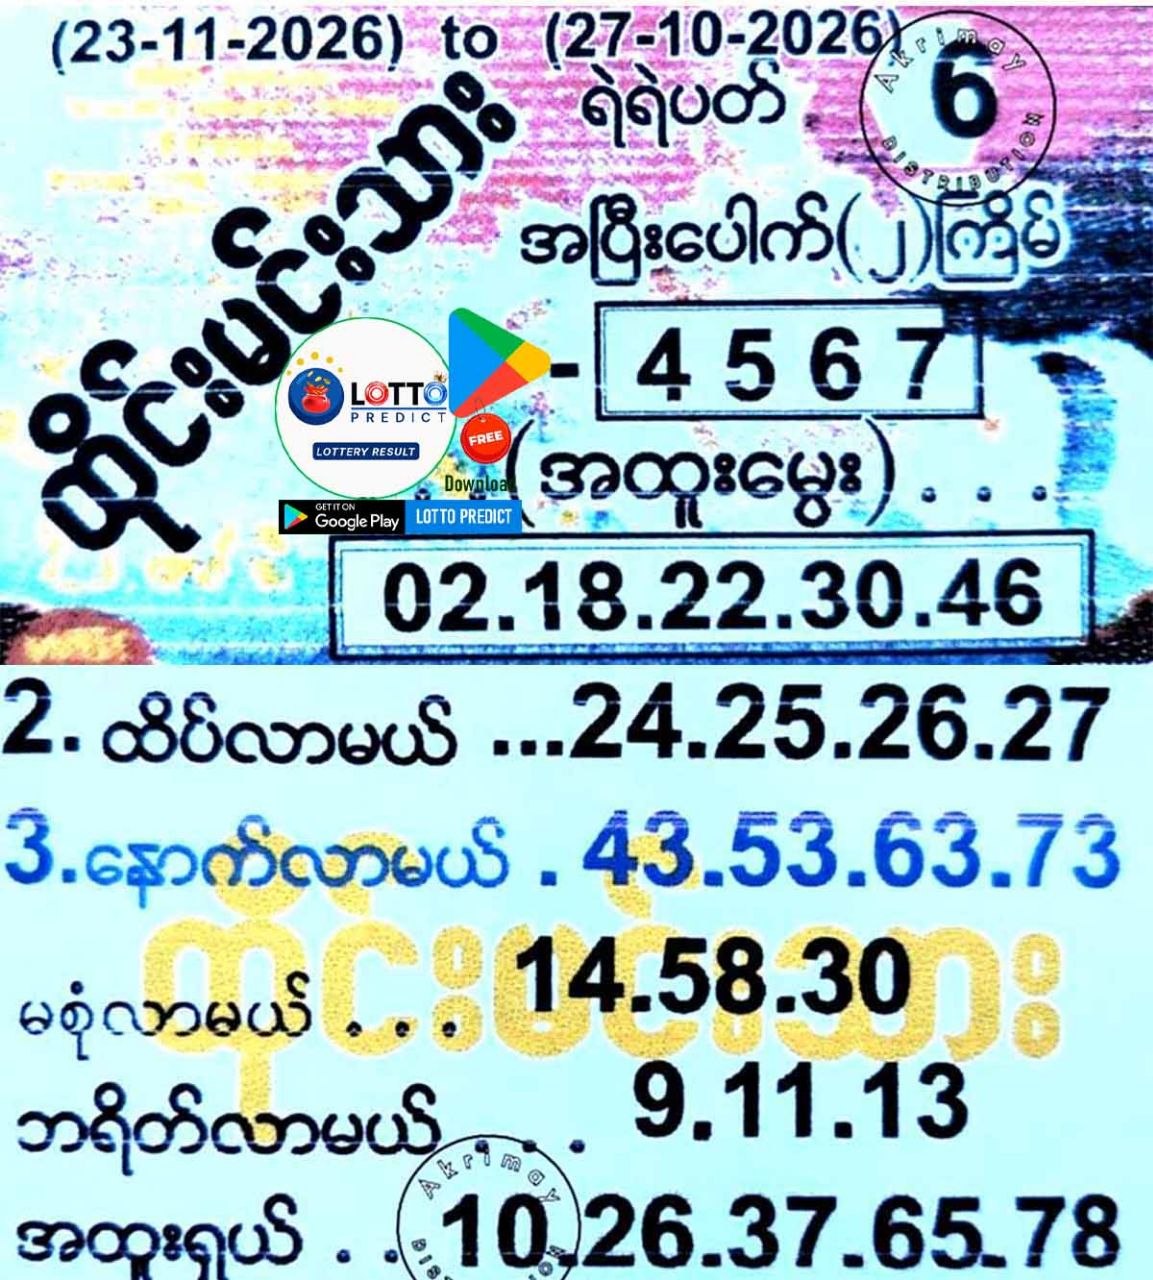 (23-11-2026) to (27-10-2026)
6
Akrimay
DISTRIBUTION
ရဲရဲပတ်
တိုင်းမင်းသား
အပြီးပေါက်(၂)ကြိမ်
- 4 5 6 7
LOTTO
PREDICT
LOTTERY RESULT
FREE
Download
GET IT ON
Google Play
LOTTO PREDICT
(အထူးမွေး) . . .
02.18.22.30.46
2. ထိပ်လာမယ် ...24.25.26.27
3.နောက်လာမယ် . 43.53.63.73
တိုင်းမင်းသား
မစုံလာမယ် . . . 14.58.30
ဘရိတ်လာမယ် . . . 9.11.13
Akrimay
အထူးရှယ် . . 10.26.37.65.78